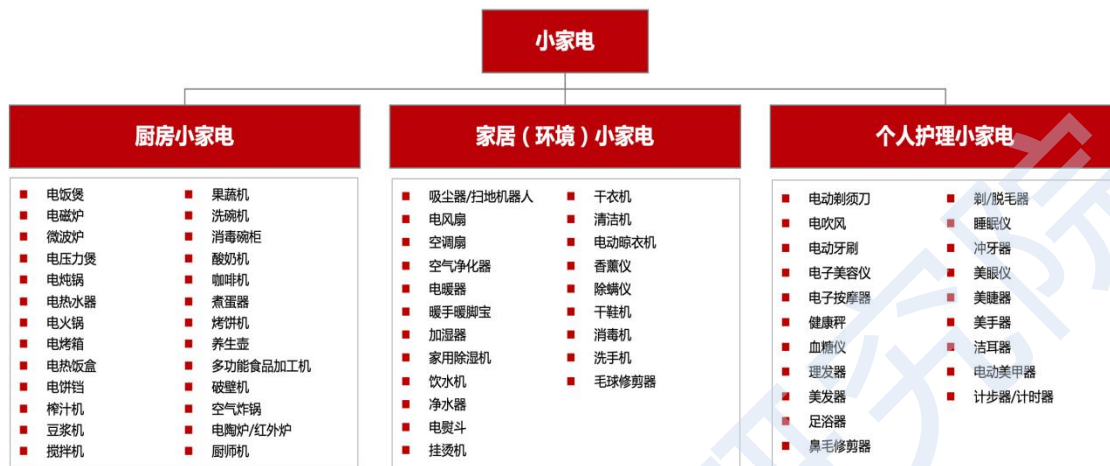 小家电
厨房小家电
电饭煲
电磁炉
微波炉
电压力煲
电炖锅
电热水器
电火锅
电烤箱
电热饭盒
电饼铛
榨汁机
豆浆机
搅拌机
果蔬机
洗碗机
消毒碗柜
酸奶机
咖啡机
煮蛋器
烤饼机
养生壶
多功能食品加工机
破壁机
空气炸锅
电陶炉/红外炉
厨师机
家居（环境）小家电
吸尘器/扫地机器人
电风扇
空调扇
空气净化器
电暖器
暖手暖脚宝
加湿器
家用除湿机
饮水机
净水器
电熨斗
挂烫机
干衣机
清洁机
电动晾衣机
香薰仪
除螨仪
干鞋机
消毒机
洗手机
毛球修剪器
个人护理小家电
电动剃须刀
电吹风
电动牙刷
电子美容仪
电子按摩器
健康秤
血糖仪
理发器
美发器
足浴器
鼻毛修剪器
剃/脱毛器
睡眠仪
冲牙器
美眼仪
美睫器
美手器
洁耳器
电动美甲器
计步器/计时器
研究院